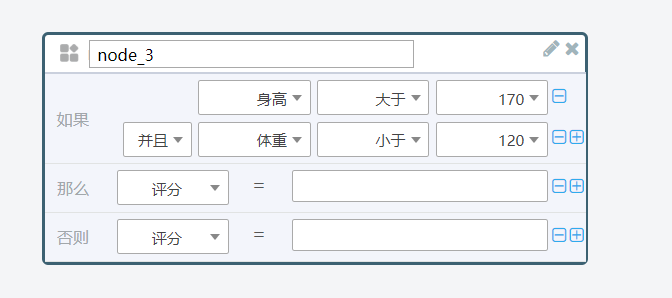 node_3
如果 身高 大于 170
并且 体重 小于 120
那么 评分 =
否则 评分 =